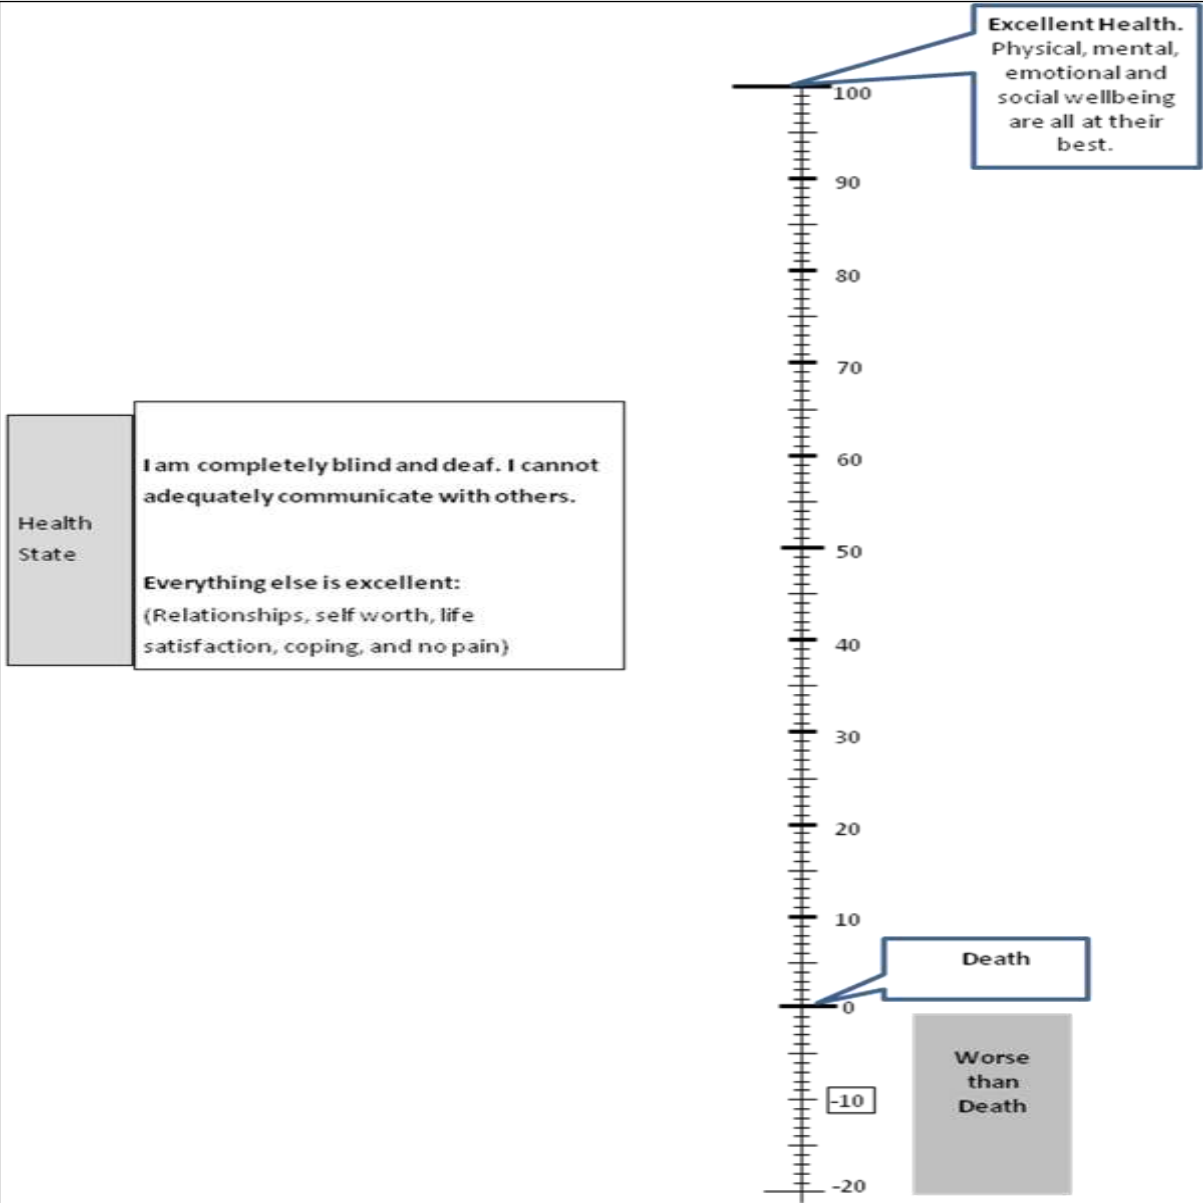 Excellent Health.
Physical, mental,
emotional and
social wellbeing
are all at their
best.
100
90
80
70
60
I am completely blind and deaf. I cannot
adequately communicate with others.
Health
State
Everything else is excellent:
(Relationships, self worth, life
satisfaction, coping, and no pain)
50
40
30
20
10
Death
0
Worse
than
Death
-10
-20